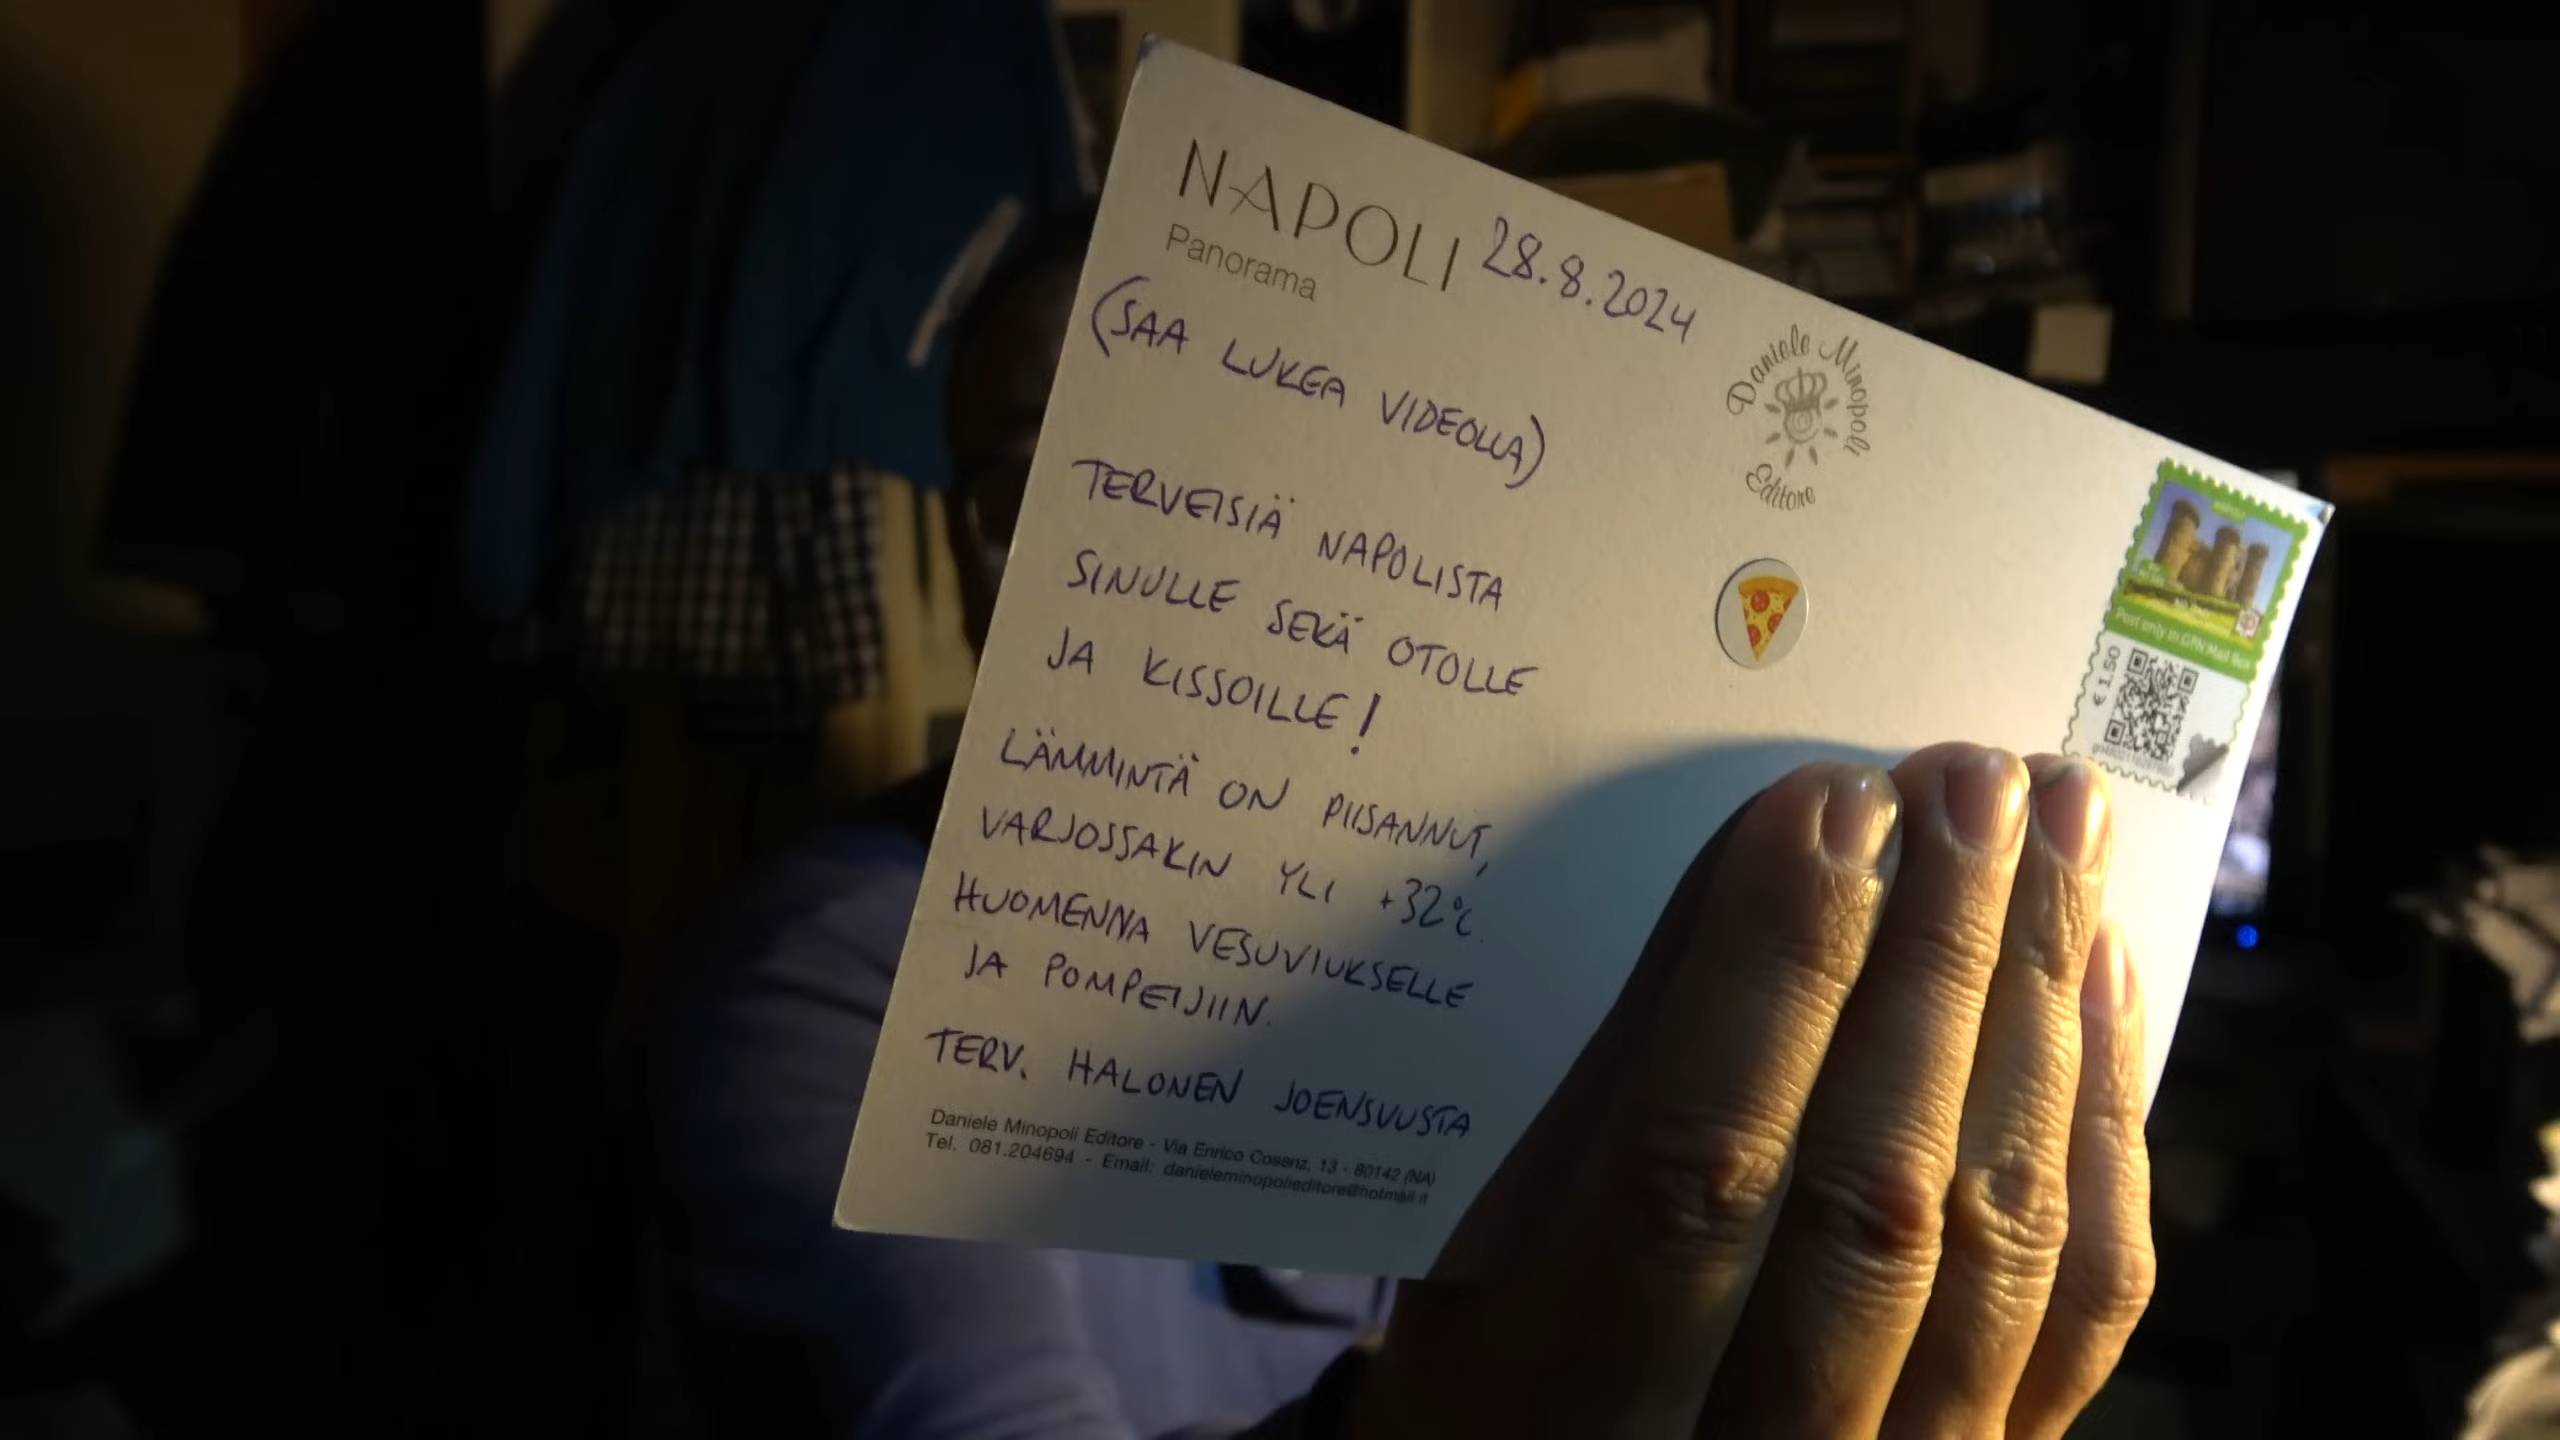 NAPOLI 28.8.2024
Panorama
(SAA LUKEA VIDEOLLA)
TERVEISIÄ NAPOLISTA
SINULLE SEKÄ OTOLLE
JA KISSOILLE!
LÄMMINTÄ ON PIISANNUT,
VARJOSSAKIN YLI +32°C.
HUOMENNA VESUVIUKSELLE
JA POMPEIJIIN.
TERV. HALONEN JOENSUUSTA
Daniele Minopoli Editore - Via Enrico Cosenz, 13 - 80142 (NA)
Tel. 081.204694 - Email: danieleminopolieditore@hotmail.it
Daniele Minopoli
Editore
Post only in GPN Mail Box
€ 1.50